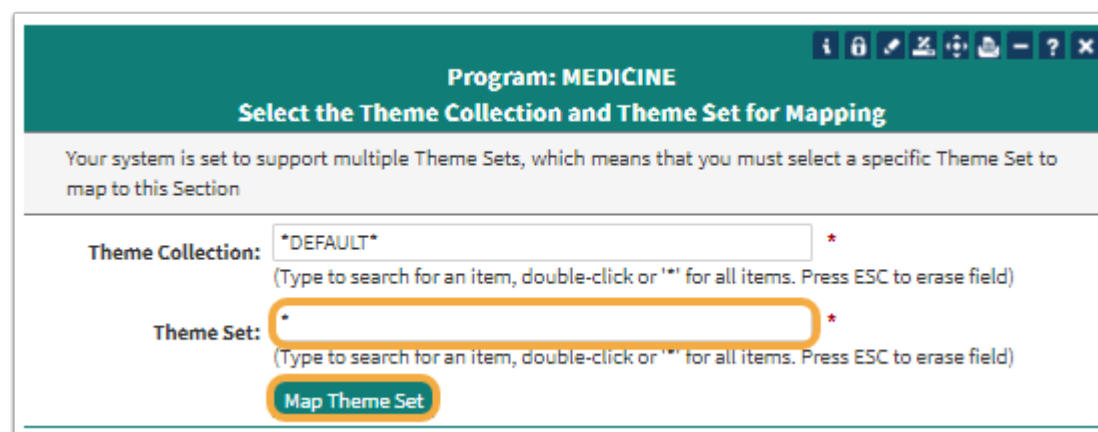 Program: MEDICINE
Select the Theme Collection and Theme Set for Mapping
Your system is set to support multiple Theme Sets, which means that you must select a specific Theme Set to
map to this Section
Theme Collection: *DEFAULT* *
(Type to search for an item, double-click or '*' for all items. Press ESC to erase field)
Theme Set: * *
(Type to search for an item, double-click or '*' for all items. Press ESC to erase field)
Map Theme Set